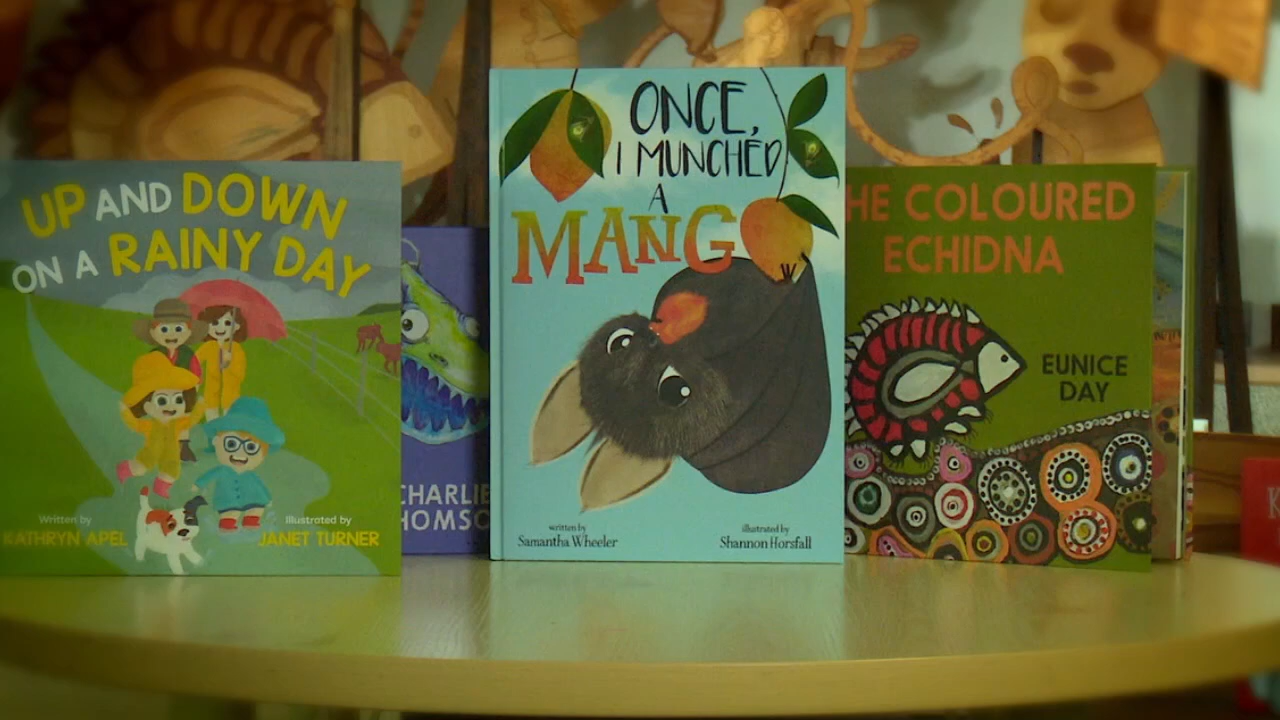 UP AND DOWN
ON A RAINY DAY
Written by
KATHRYN APEL
Illustrated by
JANET TURNER
CHARLIE
HOMSO
ONCE,
I MUNCHED
A
MANG
written by
Samantha Wheeler
illustrated by
Shannon Horsfall
HE COLOURED
ECHIDNA
EUNICE
DAY